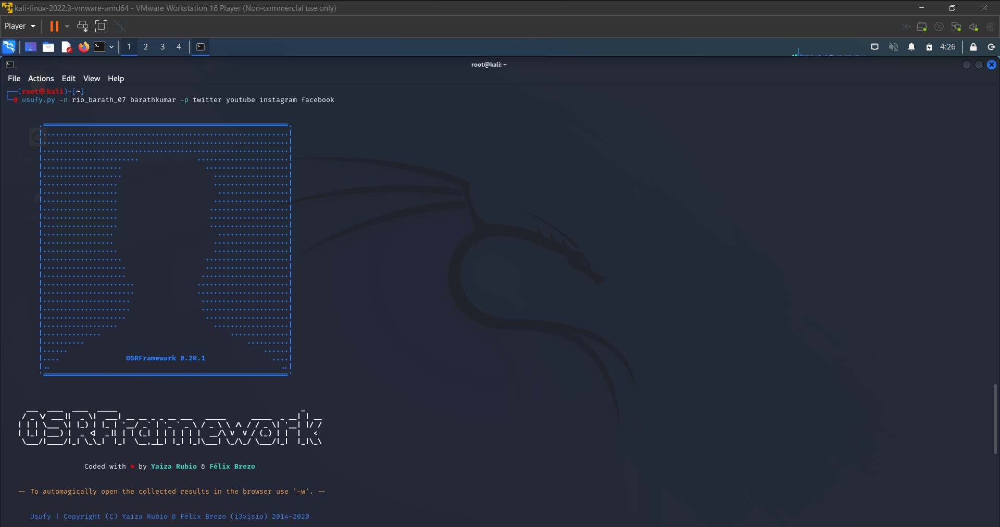 kali-linux-2022.3-vmware-amd64 - VMware Workstation 16 Player (Non-commercial use only)
Player
1 2 3 4
4:26
root@kali: ~
File Actions Edit View Help
(root㉿kali)-[~]
# usufy.py -n rio_barath_07 barathkumar -p twitter youtube instagram facebook
OSRFramework 0.20.1
OSRFramework
Coded with ♥ by Yaiza Rubio & Félix Brezo
-- To automagically open the collected results in the browser use '-w'. --
Usufy | Copyright (C) Yaiza Rubio & Félix Brezo (i3visio) 2014-2020